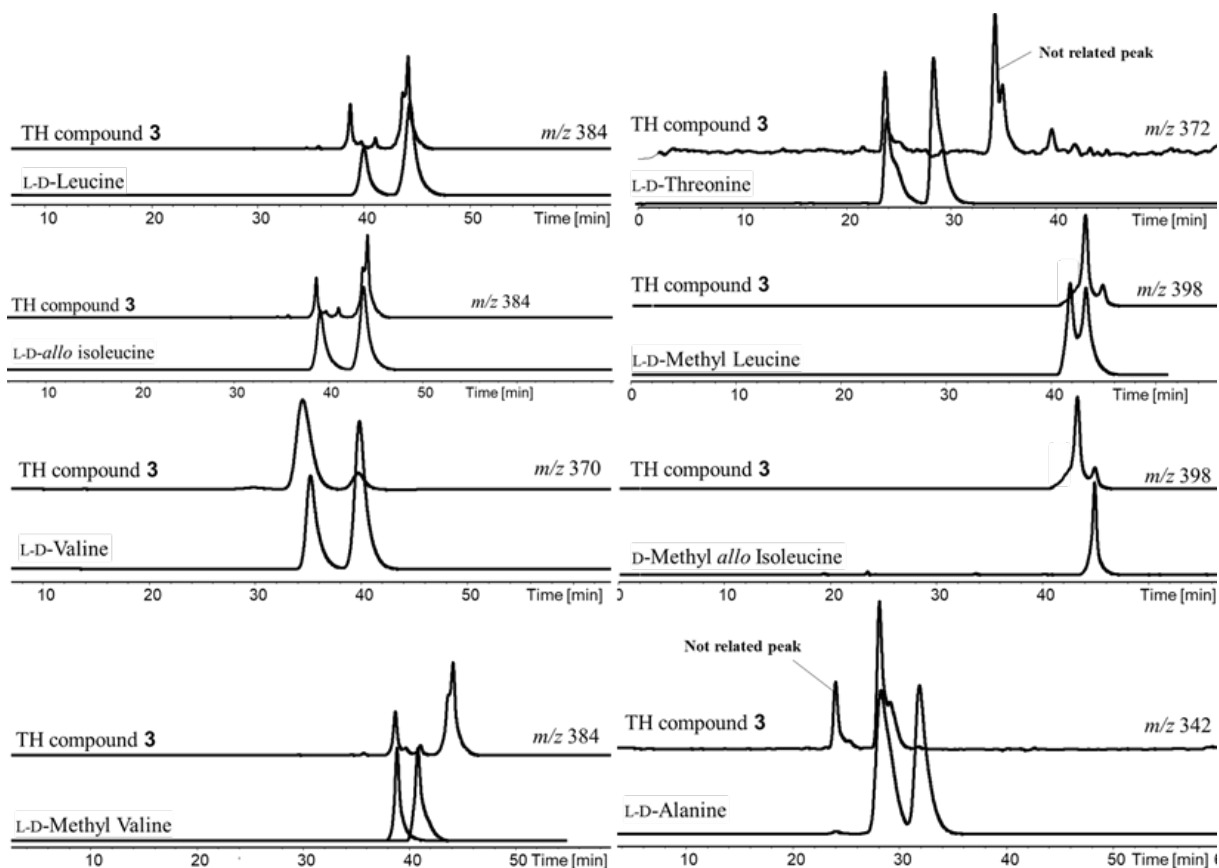 TH compound 3
m/z 384
L-D-Leucine
10 20 30 40 50 Time [min]
TH compound 3
m/z 384
L-D-allo isoleucine
10 20 30 40 50 Time [min]
TH compound 3
m/z 370
L-D-Valine
10 20 30 40 50 Time [min]
TH compound 3
m/z 384
L-D-Methyl Valine
10 20 30 40 50 Time [min]
Not related peak
TH compound 3
m/z 372
L-D-Threonine
0 10 20 30 40 Time [min]
TH compound 3
m/z 398
L-D-Methyl Leucine
0 10 20 30 40 Time [min]
TH compound 3
m/z 398
D-Methyl allo Isoleucine
0 10 20 30 40 Time [min]
Not related peak
TH compound 3
m/z 342
L-D-Alanine
10 20 30 40 50 Time [min]